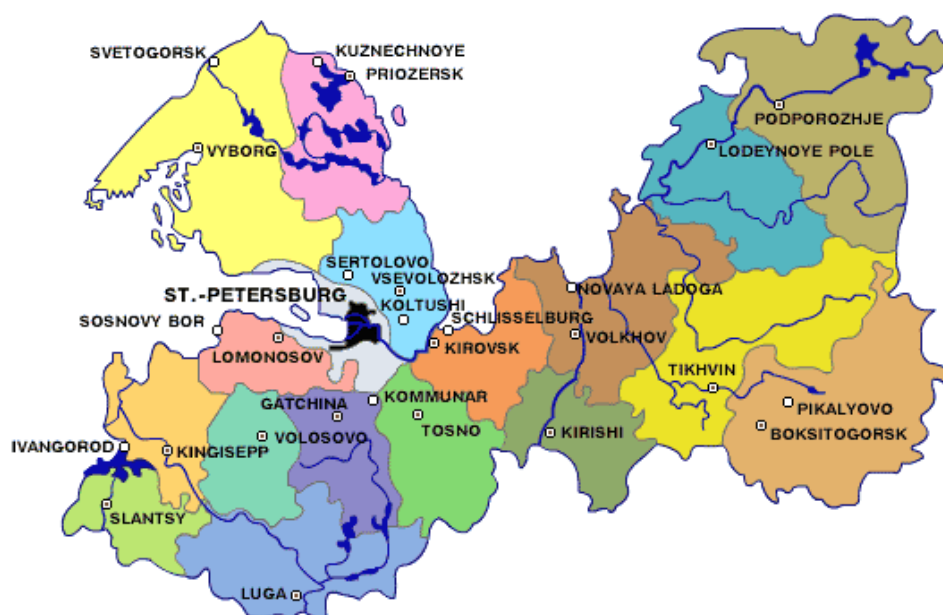 SVETOGORSK
KUZNECHNOYE
PRIOZERSK
PODPOROZHJE
VYBORG
LODEYNOYE POLE
SERTOLOVO
VSEVOLOZHSK
ST.-PETERSBURG
KOLTUSHI
NOVAYA LADOGA
SOSNOVY BOR
SCHLISSELBURG
VOLKHOV
LOMONOSOV
KIROVSK
TIKHVIN
KOMMUNAR
GATCHINA
PIKALYOVO
TOSNO
BOKSITOGORSK
IVANGOROD
KINGISEPP
VOLOSOVO
KIRISHI
SLANTSY
LUGA